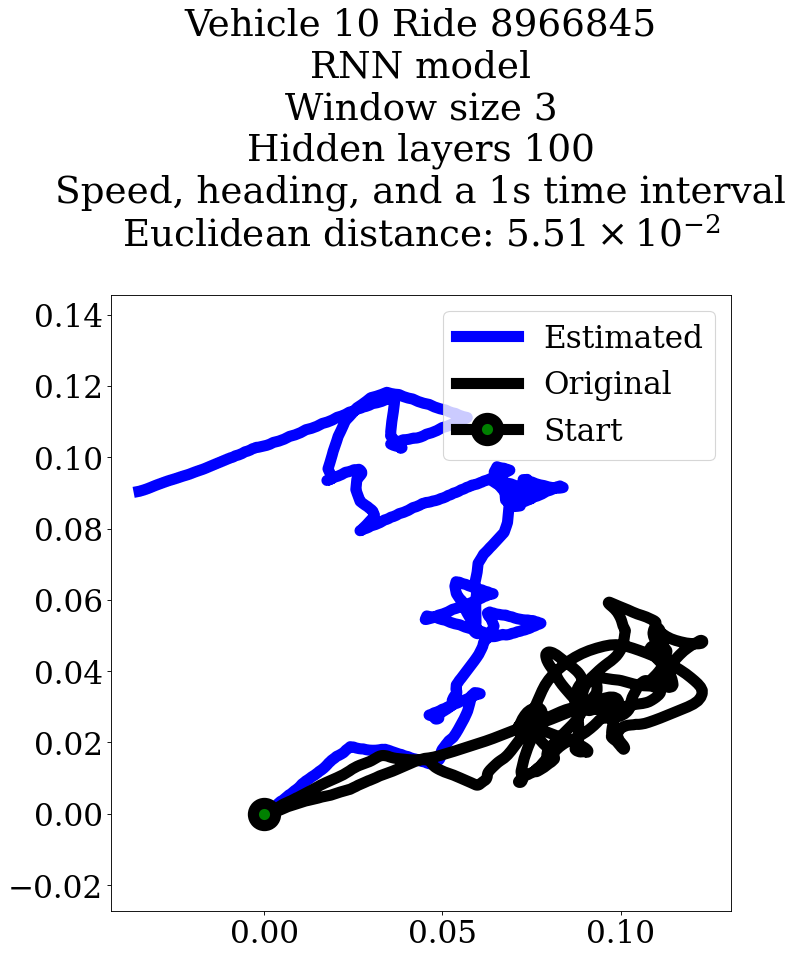 Vehicle 10 Ride 8966845
RNN model
Window size 3
Hidden layers 100
Speed, heading, and a 1s time interval
Euclidean distance: 5.51 × 10⁻²
Estimated
Original
Start
0.14
0.12
0.10
0.08
0.06
0.04
0.02
0.00
−0.02
0.00 0.05 0.10